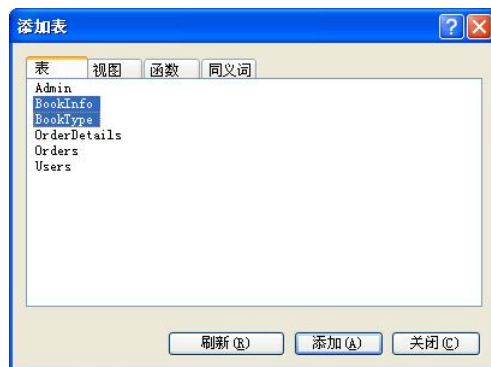 添加表
表 视图 函数 同义词
Admin
BookInfo
BookType
OrderDetails
Orders
Users
刷新(R) 添加(A) 关闭(C)